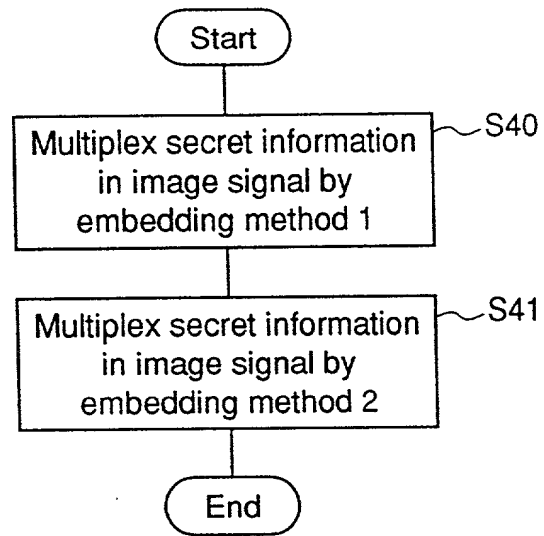 Start
Multiplex secret information
in image signal by
embedding method 1
S40
Multiplex secret information
in image signal by
embedding method 2
S41
End